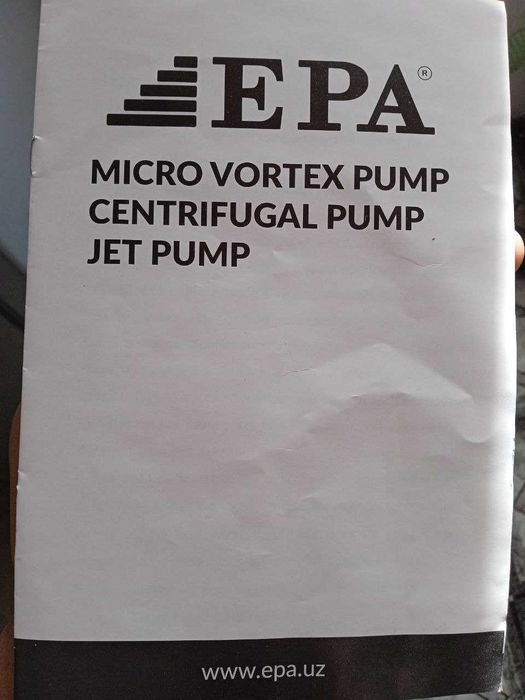 EPA®
MICRO VORTEX PUMP
CENTRIFUGAL PUMP
JET PUMP
www.epa.uz